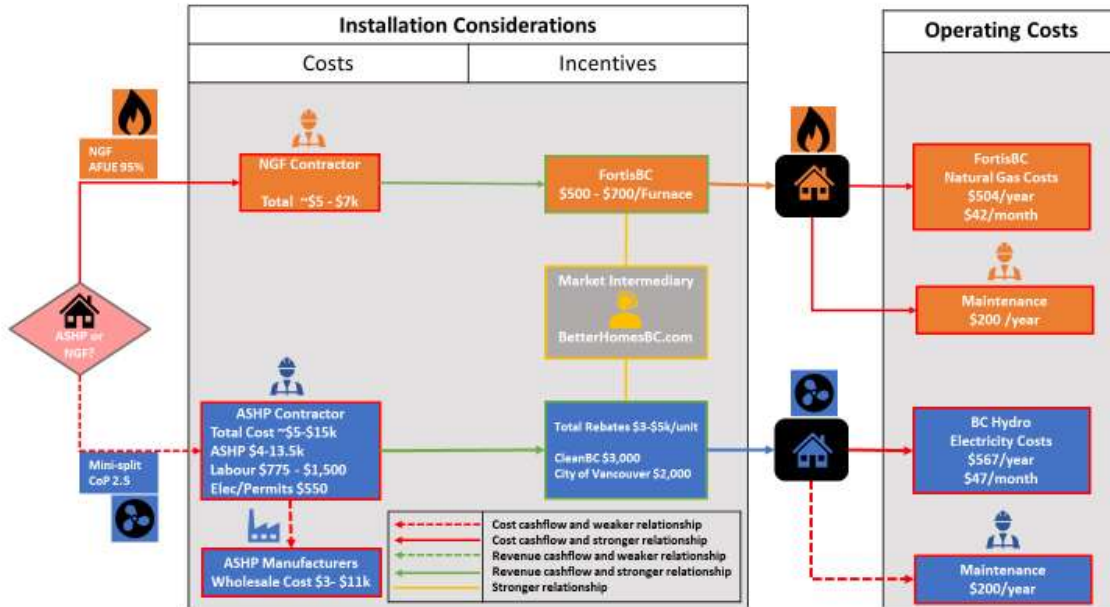 Installation Considerations
Costs
Incentives
Operating Costs
NGF
AFUE 95%
NGF Contractor
Total ~$5 - $7k
FortisBC
$500 - $700/Furnace
FortisBC
Natural Gas Costs
$504/year
$42/month
Market Intermediary
BetterHomesBC.com
Maintenance
$200 /year
ASHP or
NGF?
Mini-split
CoP 2.5
ASHP Contractor
Total Cost ~$5-$15k
ASHP $4-13.5k
Labour $775 - $1,500
Elec/Permits $550
Total Rebates $3-$5k/unit
CleanBC $3,000
City of Vancouver $2,000
BC Hydro
Electricity Costs
$567/year
$47/month
ASHP Manufacturers
Wholesale Cost $3- $11k
Cost cashflow and weaker relationship
Cost cashflow and stronger relationship
Revenue cashflow and weaker relationship
Revenue cashflow and stronger relationship
Stronger relationship
Maintenance
$200/year